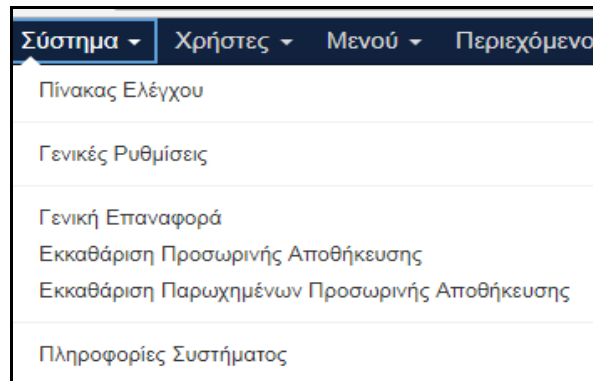 Σύστημα Χρήστες Μενού Περιεχόμενο
Πίνακας Ελέγχου
Γενικές Ρυθμίσεις
Γενική Επαναφορά
Εκκαθάριση Προσωρινής Αποθήκευσης
Εκκαθάριση Παρωχημένων Προσωρινής Αποθήκευσης
Πληροφορίες Συστήματος